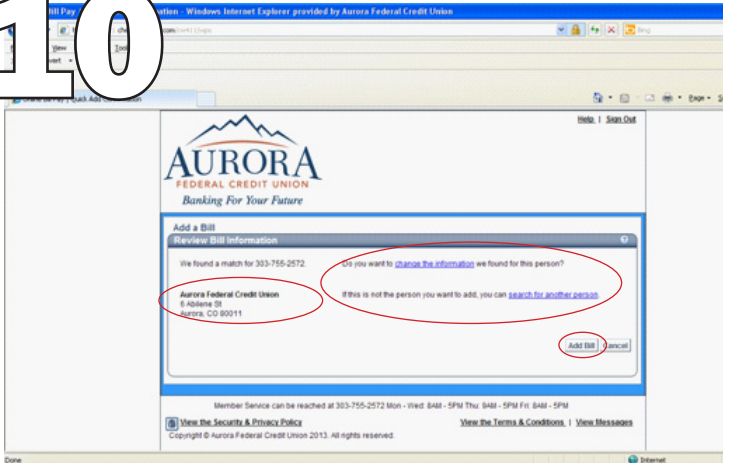 10
Bill Pay
ation - Windows Internet Explorer provided by Aurora Federal Credit Union
Bing
View
Tools
vert
Page
Help | Sign Out
AURORA
FEDERAL CREDIT UNION
Banking For Your Future
Add a Bill
Review Bill Information
We found a match for 303-755-2572. Do you want to change the information we found for this person?
Aurora Federal Credit Union If this is not the person you want to add, you can search for another person.
6 Abilene St
Aurora, CO 80011
Add Bill Cancel
Member Service can be reached at 303-755-2572 Mon - Wed: 8AM - 5PM Thu: 9AM - 5PM Fri: 8AM - 5PM
View the Security & Privacy Policy View the Terms & Conditions | View Messages
Copyright © Aurora Federal Credit Union 2013. All rights reserved.
Done Internet